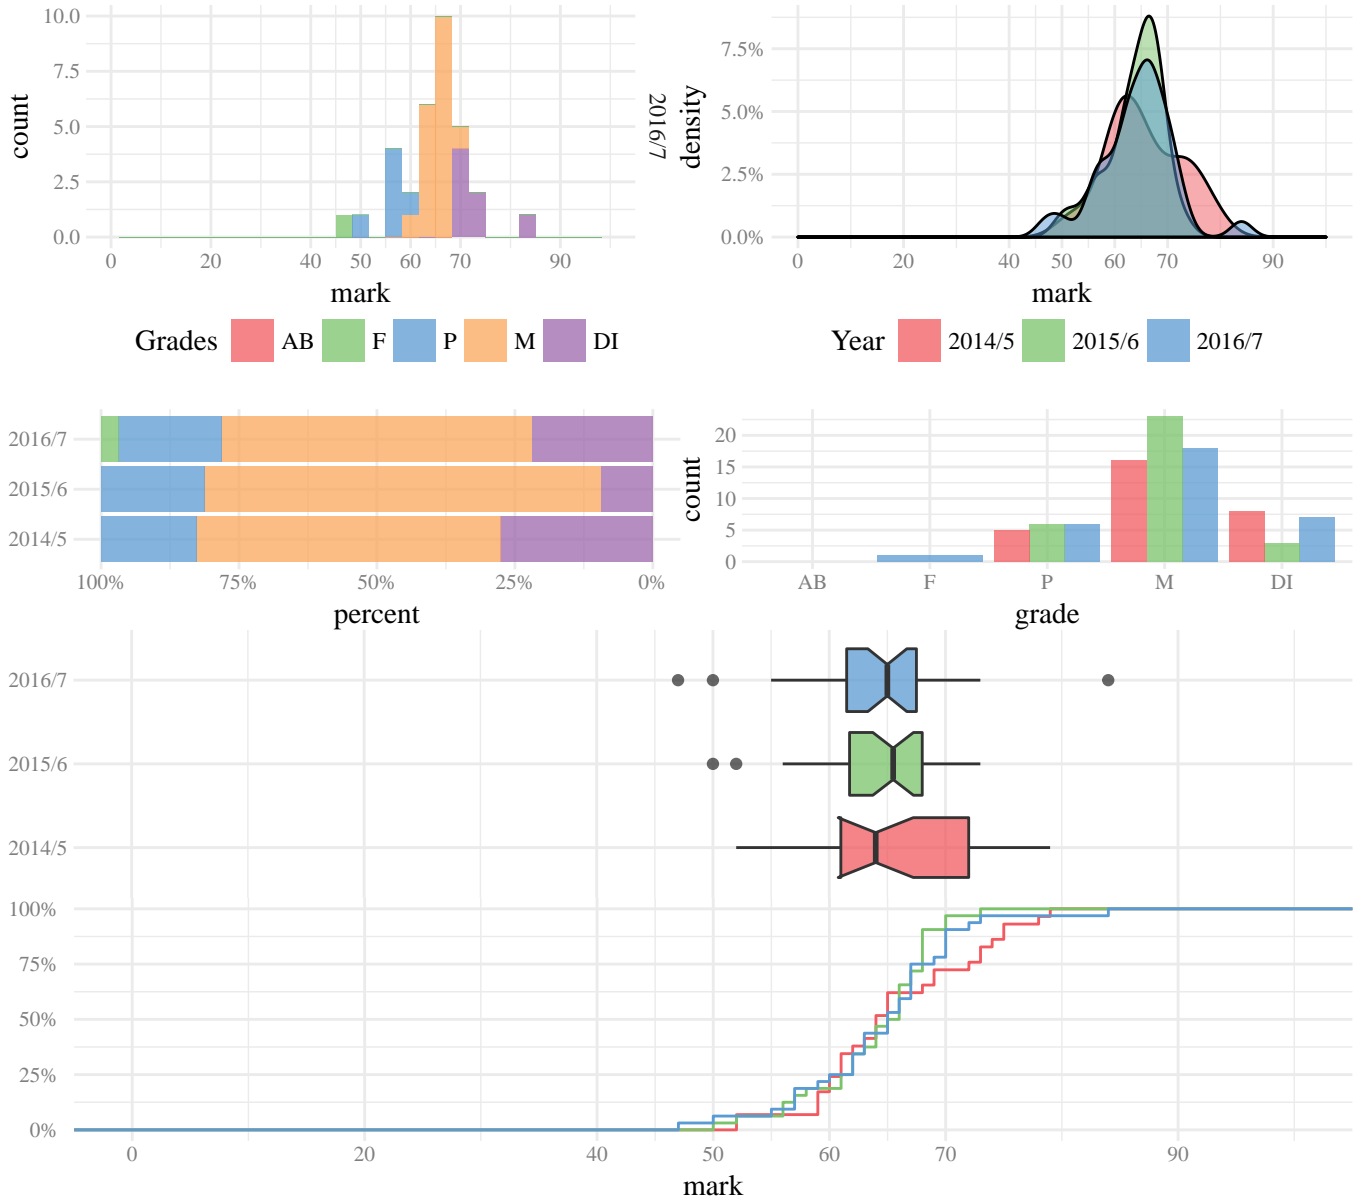 10.0
7.5
5.0
2.5
0.0
count
0 20 40 50 60 70 90
mark
2016/7
Grades AB F P M DI
7.5%
5.0%
2.5%
0.0%
density
0 20 40 50 60 70 90
mark
Year 2014/5 2015/6 2016/7
2016/7
2015/6
2014/5
100% 75% 50% 25% 0%
percent
20
15
10
5
0
count
AB F P M DI
grade
2016/7
2015/6
2014/5
100%
75%
50%
25%
0%
0 20 40 50 60 70 90
mark